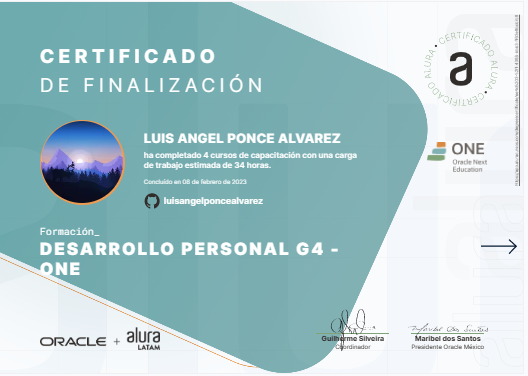 CERTIFICADO
DE FINALIZACIÓN
LUIS ANGEL PONCE ALVAREZ
ha completado 4 cursos de capacitación con una carga
de trabajo estimada de 34 horas.
Concluido en 08 de febrero de 2023
luisangelponcealvarez
Formación_
DESARROLLO PERSONAL G4 -
ONE
ORACLE + alura
LATAM
CERTIFICADO ALURA • CERTIFICADO ALURA •
a
ONE
Oracle Next
Education
Guilherme Silveira
Coordinador
Maribel dos Santos
Presidente Oracle México